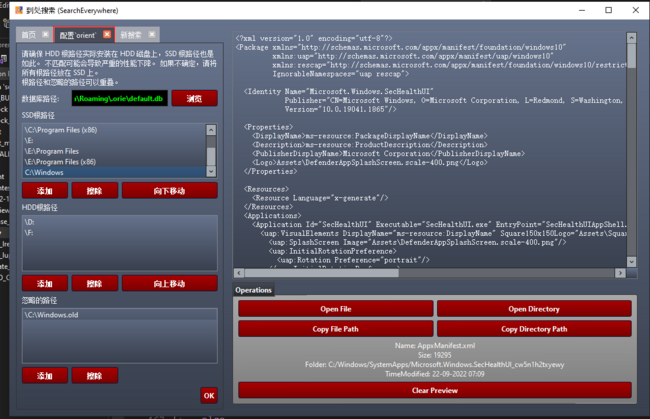 到处搜索 (SearchEverywhere)
首页
配置 'orient'
新搜索
请确保 HDD 根路径实际安装在 HDD 磁盘上，SSD 根路径也是
如此。不匹配可能会导致严重的性能下降。 如果不确定，请将
所有根路径放在 SSD 上。
根路径和忽略的路径可以重叠。
数据库路径:
\Roaming\.orie\default.db
浏览
SSD根路径
\C:\Program Files (x86)
\E:
\E:\Program Files
\E:\Program Files (x86)
C:\Windows
添加
擦除
向下移动
HDD根路径
\D:
\F:
添加
擦除
向上移动
忽略的路径
\C:\Windows.old
添加
擦除
OK
<?xml version="1.0" encoding="utf-8"?>
<Package xmlns="http://schemas.microsoft.com/appx/manifest/foundation/windows10"
xmlns:uap="http://schemas.microsoft.com/appx/manifest/uap/windows10"
xmlns:rescap="http://schemas.microsoft.com/appx/manifest/foundation/windows10/restrict
IgnorableNamespaces="uap rescap">
<Identity Name="Microsoft.Windows.SecHealthUI"
Publisher="CN=Microsoft Windows, O=Microsoft Corporation, L=Redmond, S=Washington,
Version="10.0.19041.1865"/>
<Properties>
<DisplayName>ms-resource:PackageDisplayName</DisplayName>
<Description>ms-resource:ProductDescription</Description>
<PublisherDisplayName>Microsoft Corporation</PublisherDisplayName>
<Logo>Assets\DefenderAppSplashScreen.scale-400.png</Logo>
</Properties>
<Resources>
<Resource Language="x-generate"/>
</Resources>
<Applications>
<Application Id="SecHealthUI" Executable="SecHealthUI.exe" EntryPoint="SecHealthUIAppShell.
<uap:VisualElements DisplayName="ms-resource:DisplayName" Square150x150Logo="Assets\Squar
<uap:SplashScreen Image="Assets\DefenderAppSplashScreen.scale-400.png"/>
<uap:InitialRotationPreference>
<uap:Rotation Preference="portrait"/>
Operations
Open File
Open Directory
Copy File Path
Copy Directory Path
Name: AppxManifest.xml
Size: 19295
Folder: C:/Windows/SystemApps/Microsoft.Windows.SecHealthUI_cw5n1h2txyewy
TimeModified: 22-09-2022 07:09
Clear Preview